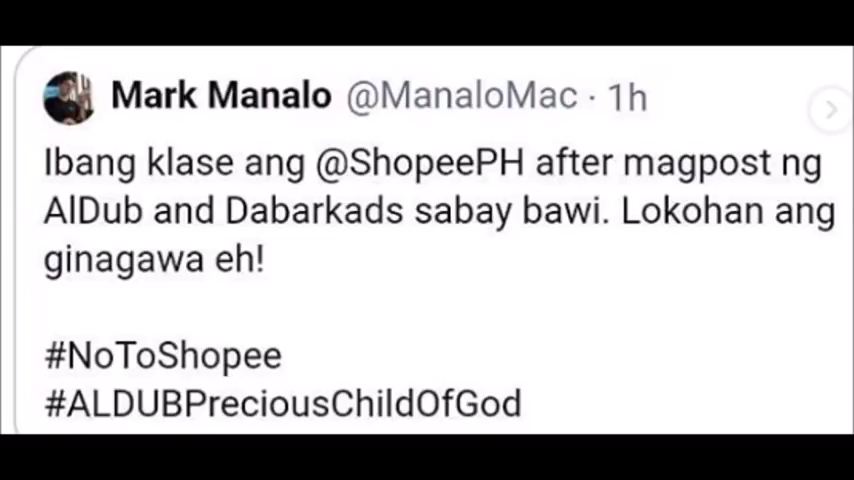 Mark Manalo @ManaloMac · 1h
Ibang klase ang @ShopeePH after magpost ng
AlDub and Dabarkads sabay bawi. Lokohan ang
ginagawa eh!
#NoToShopee
#ALDUBPreciousChildOfGod